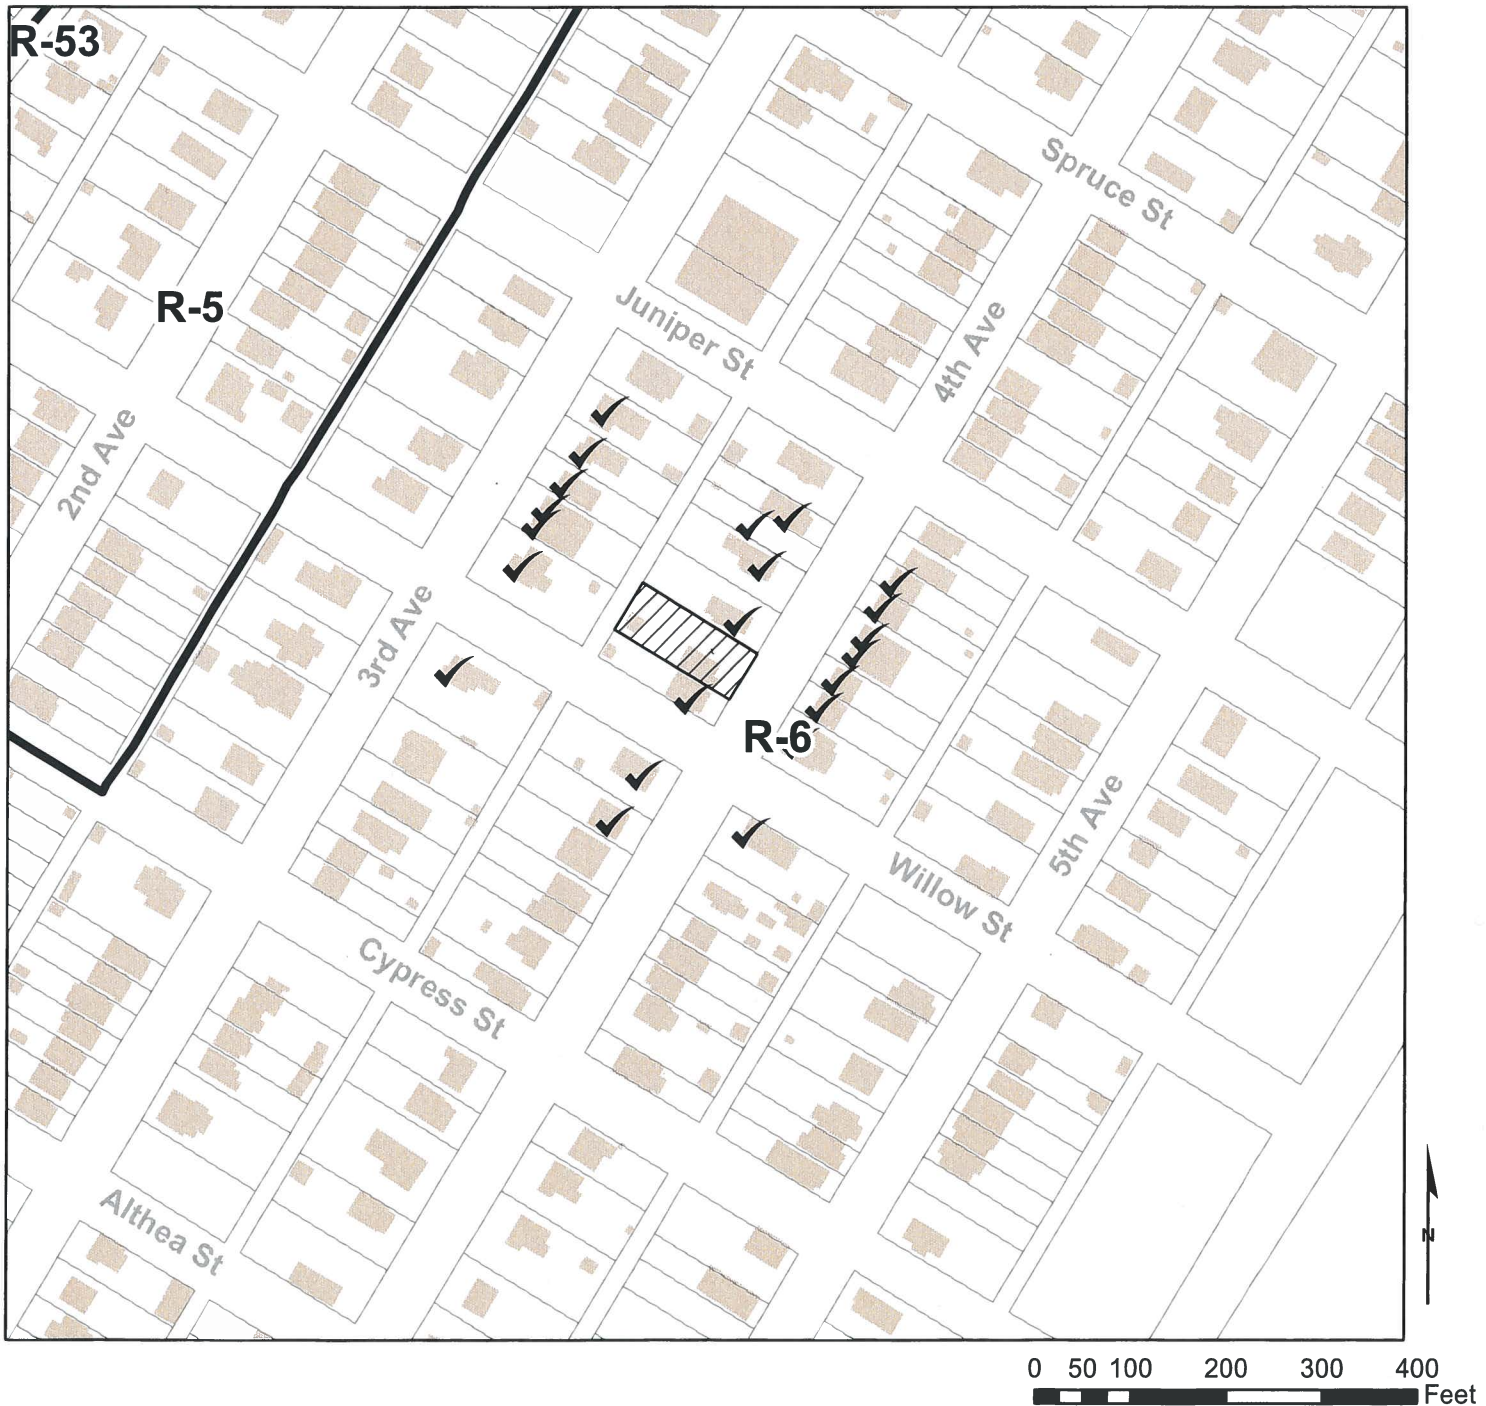 R-53
Spruce St
R-5
Juniper St
4th Ave
2nd Ave
3rd Ave
R-6
5th Ave
Willow St
Cypress St
Althea St
N
0 50 100 200 300 400
Feet